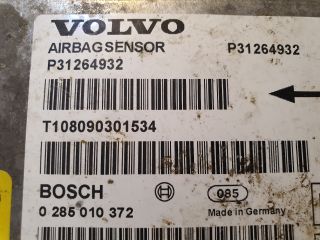 VOLVO
AIRBAG SENSOR P31264932
P31264932
T108090301534
BOSCH 085
0 285 010 372 Made in Germany